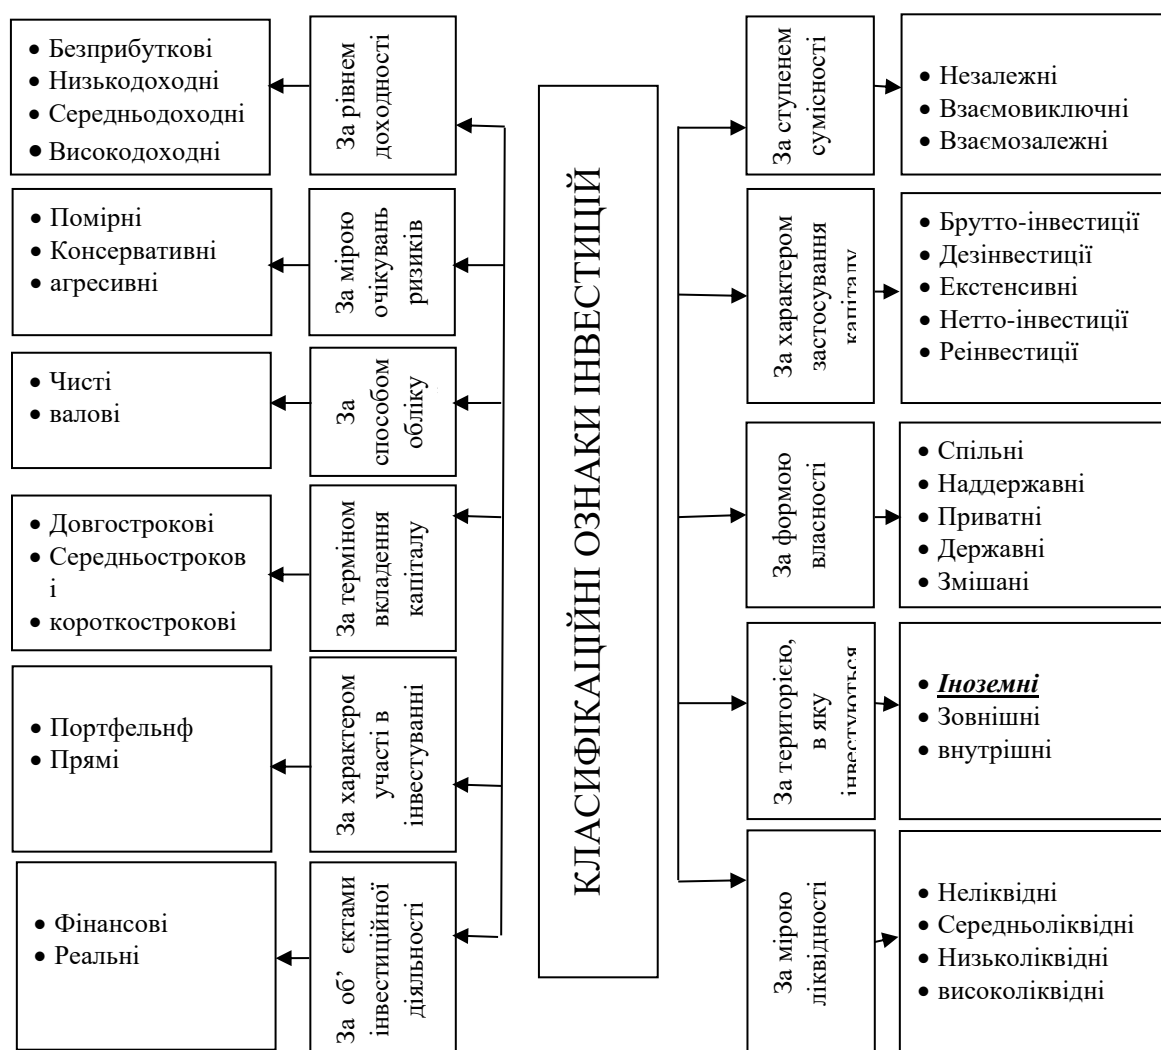 • Безприбуткові
• Низькодоходні
• Середньодоходні
• Високодоходні
За рівнем
доходності
• Помірні
• Консервативні
• агресивні
За мірою
очікувань
ризиків
• Чисті
• валові
За
способом
обліку
• Довгострокові
• Середньостроков
і
• короткострокові
За терміном
вкладення
капіталу
• Портфельнф
• Прямі
За характером
участі в
інвестуванні
• Фінансові
• Реальні
За об’ єктами
інвестиційної
діяльності
КЛАСИФІКАЦІЙНІ ОЗНАКИ ІНВЕСТИЦІЙ
За ступенем
сумісності
• Незалежні
• Взаємовиключні
• Взаємозалежні
За характером
застосування
капіталу
• Брутто-інвестиції
• Дезінвестиції
• Екстенсивні
• Нетто-інвестиції
• Реінвестиції
За формою
власності
• Спільні
• Наддержавні
• Приватні
• Державні
• Змішані
За територією,
в яку
інвестуються
• Іноземні
• Зовнішні
• внутрішні
За мірою
ліквідності
• Неліквідні
• Середньоліквідні
• Низьколіквідні
• високоліквідні